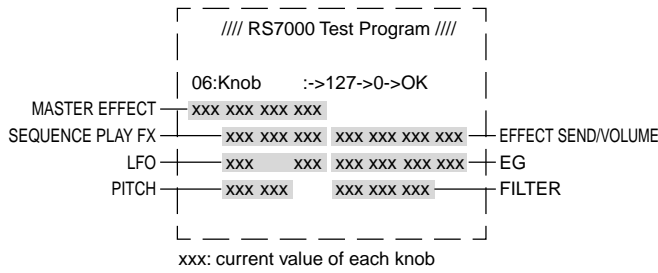 //// RS7000 Test Program ////
06:Knob :->127->0->OK
MASTER EFFECT xxx xxx xxx xxx
SEQUENCE PLAY FX xxx xxx xxx xxx xxx xxx xxx EFFECT SEND/VOLUME
LFO xxx xxx xxx xxx xxx xxx EG
PITCH xxx xxx xxx xxx xxx FILTER
xxx: current value of each knob